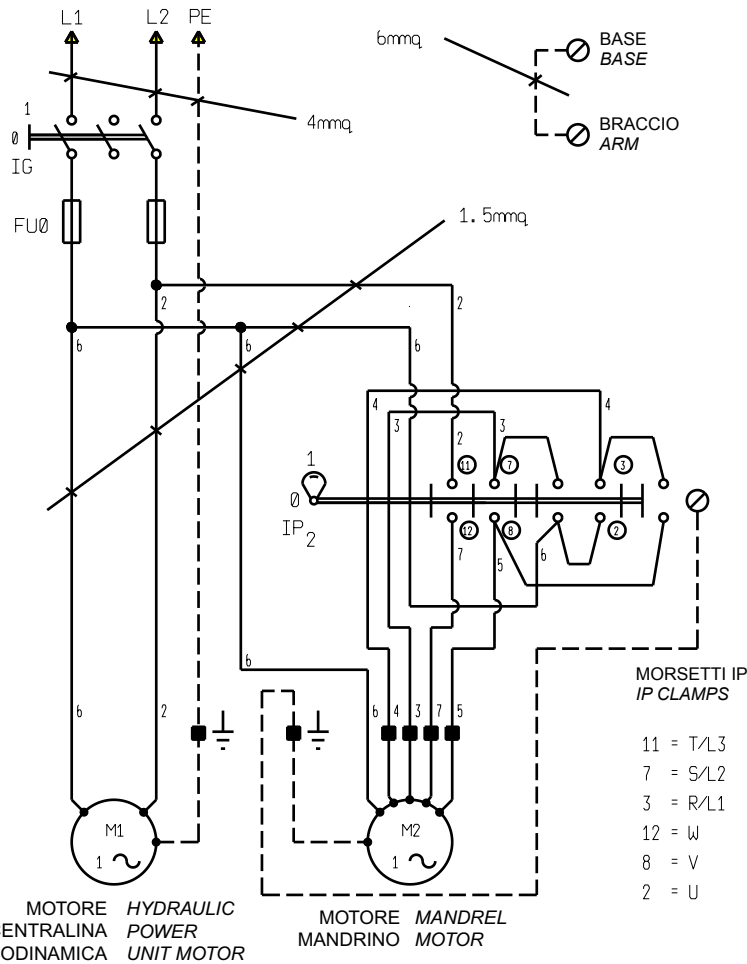 L1 L2 PE
6mmq
BASE
BASE
BRACCIO
ARM
4mmq
1
0
IG
FU0
1.5mmq
2
2
6
6
6
4
4
3
3
2
11
7
3
1
0
IP2
12
8
2
7
5
6
6
MORSETTI IP
IP CLAMPS
6
2
6
4
3
7
5
11 = T/L3
7 = S/L2
3 = R/L1
12 = W
8 = V
2 = U
M1
1
M2
1
MOTORE
ENTRALINA
ODINAMICA
HYDRAULIC
POWER
UNIT MOTOR
MOTORE
MANDRINO
MANDREL
MOTOR